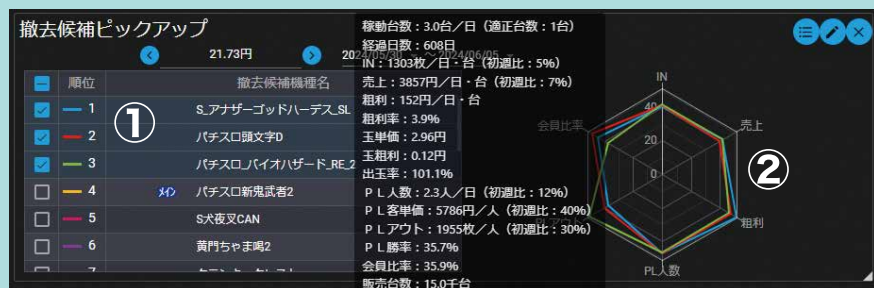 撤去候補ピックアップ
21.73円
2024/05/30 ～2024/06/05
順位 撤去候補機種名
1 S_アナザーゴッドハーデス_SL
①
2 パチスロ頭文字D
3 パチスロ_バイオハザード_RE_2
4 メイン パチスロ新鬼武者2
5 S犬夜叉CAN
6 黄門ちゃま喝2
7
稼動台数：3.0台／日（適正台数：1台）
経過日数：608日
IN：1303枚／日・台（初週比：5%）
売上：3857円／日・台（初週比：7%）
粗利：152円／日・台
粗利率：3.9%
玉単価：2.96円
玉粗利：0.12円
出玉率：101.1%
ＰＬ人数：2.3人／日（初週比：12%）
ＰＬ客単価：5786円／人（初週比：40%）
ＰＬアウト：1955枚／人（初週比：30%）
ＰＬ勝率：35.7%
会員比率：35.9%
販売台数：15.0千台
IN
40
会員比率
売上
20
②
0
PLアウト
粗利
PL人数